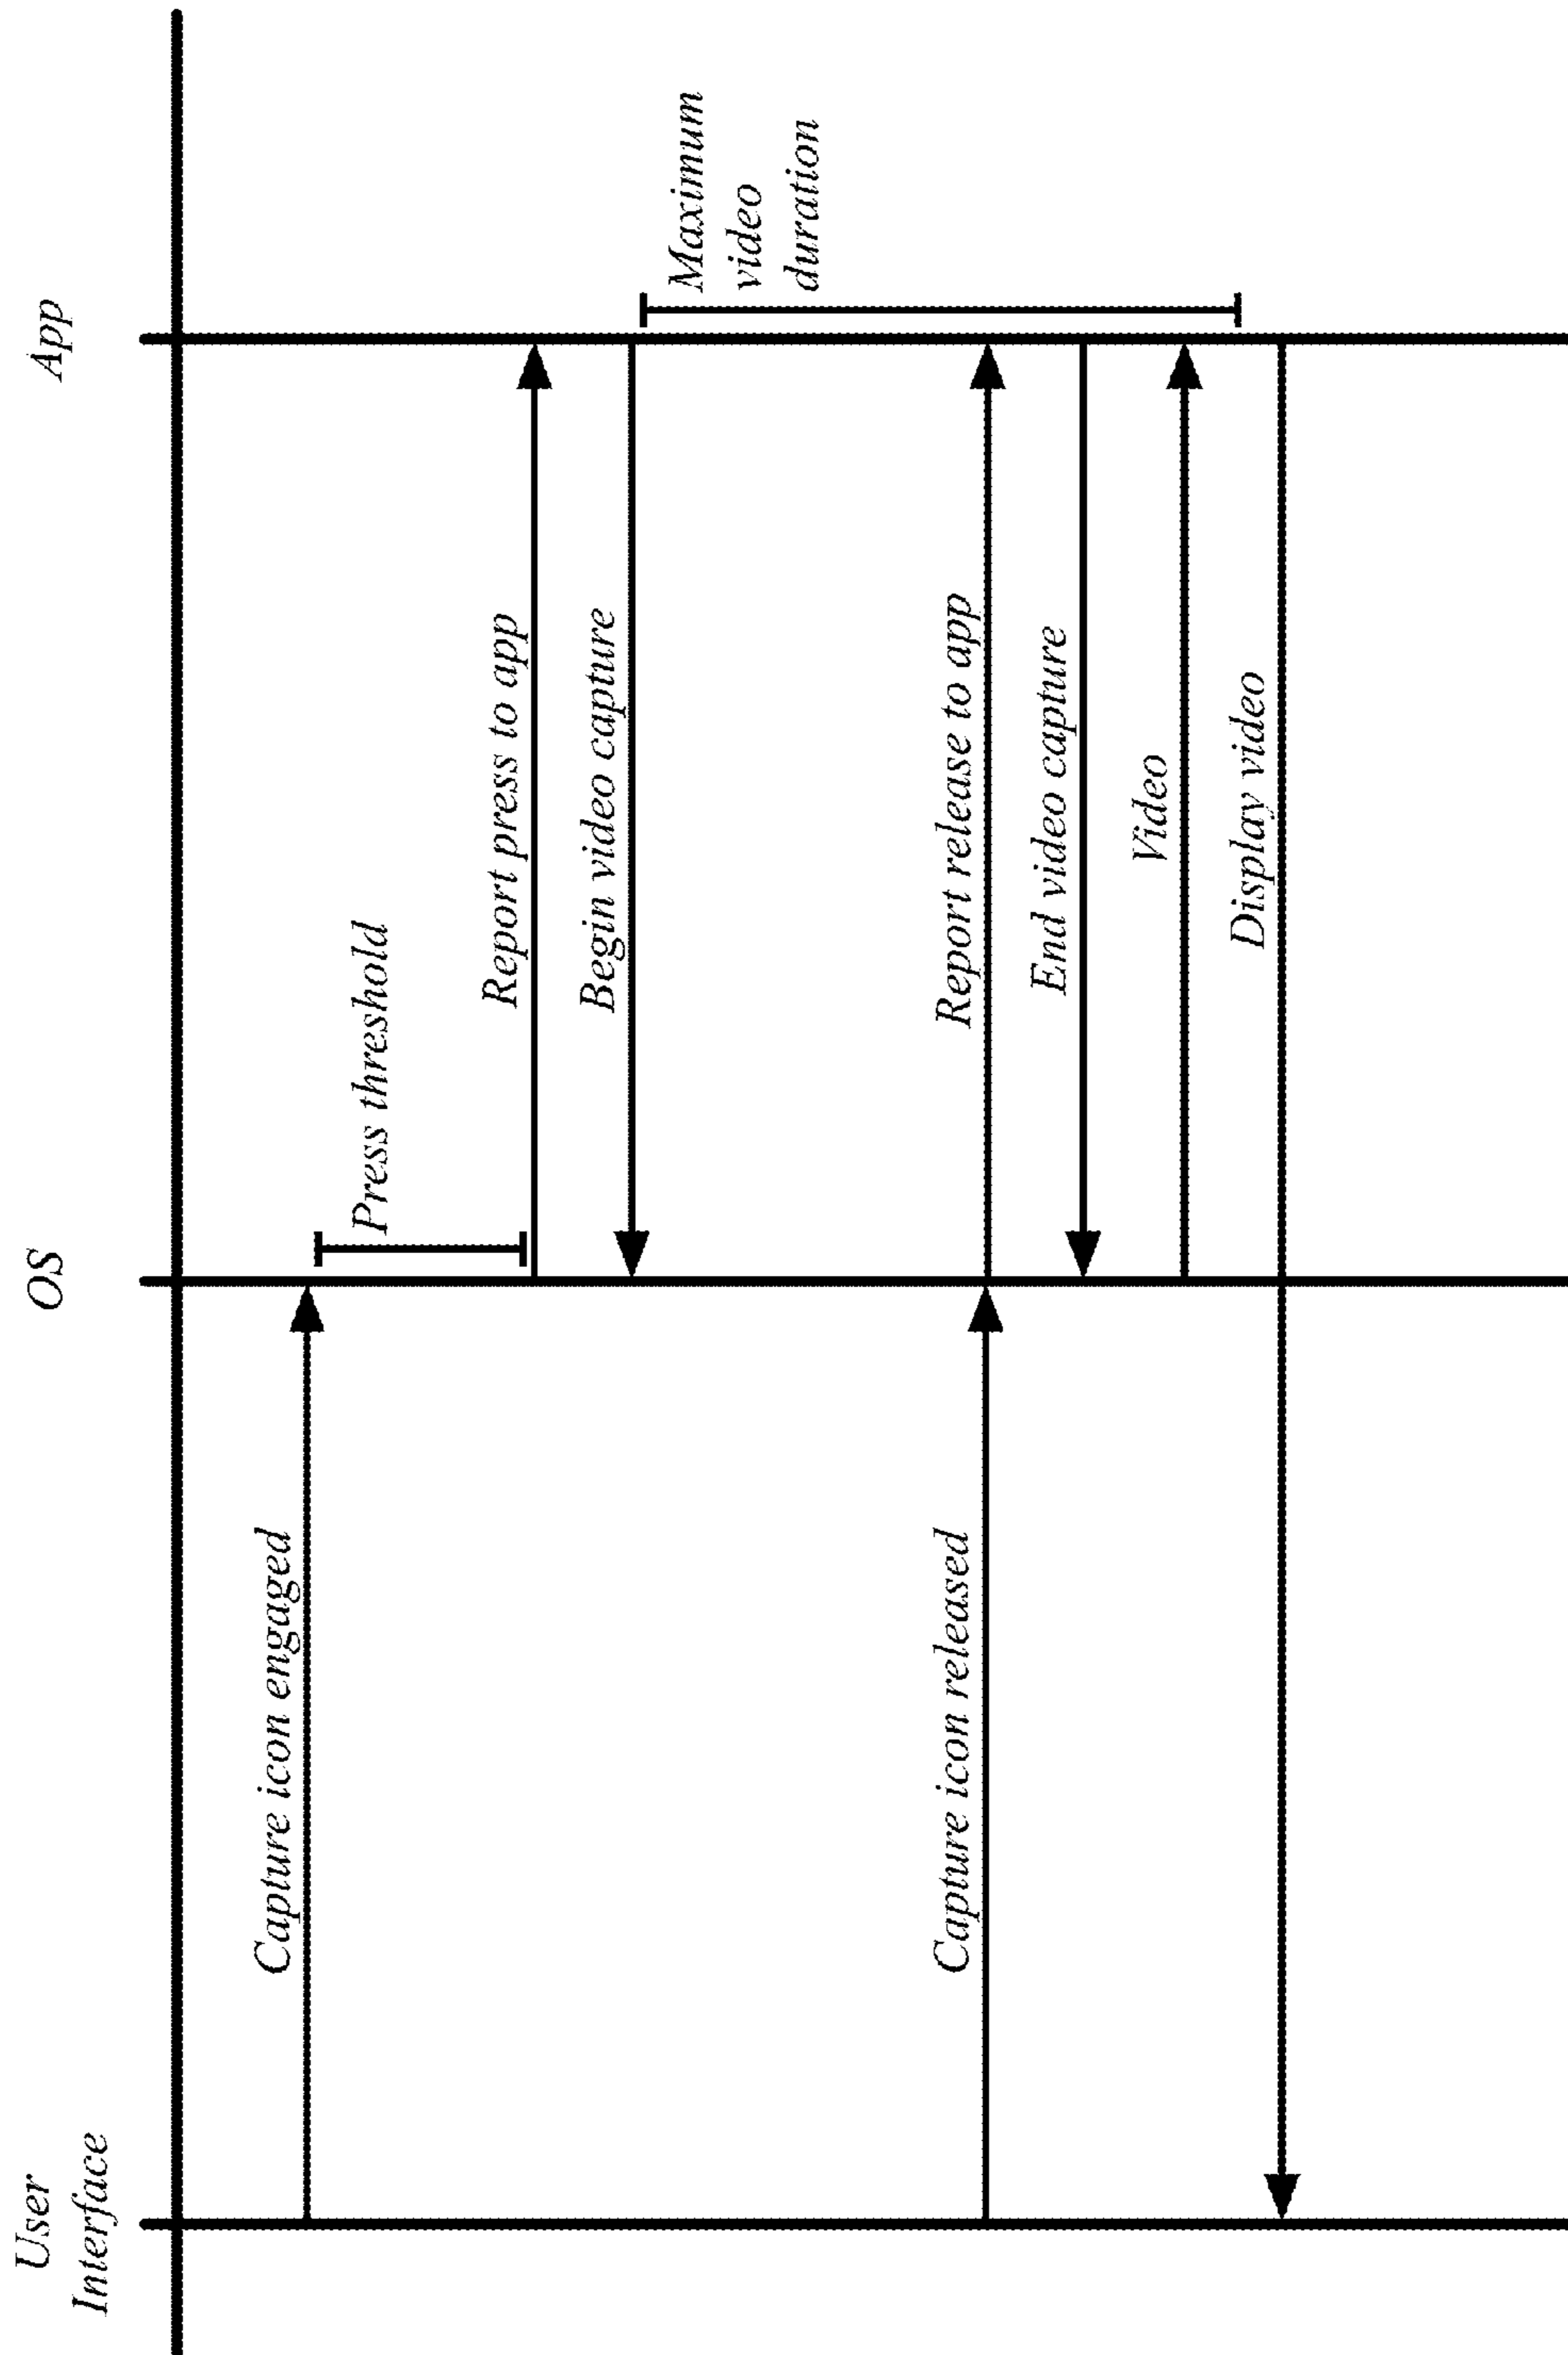 User
Interface
OS
App
Capture icon engaged
Press threshold
Report press to app
Begin video capture
Maximum
video
duration
Capture icon released
Report release to app
End video capture
Video
Display video